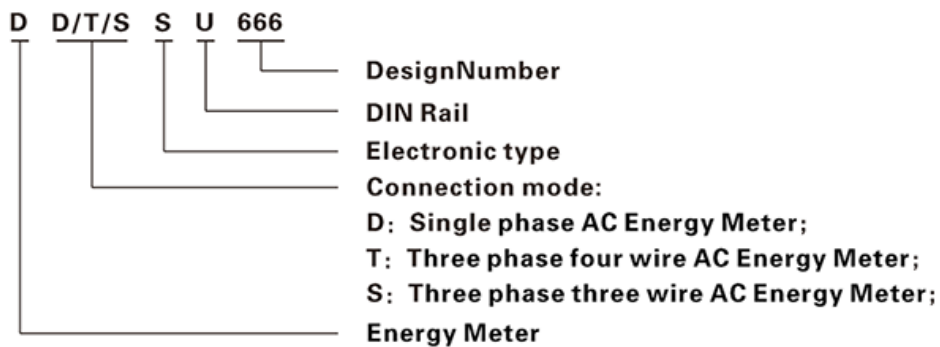 D D/T/S S U 666
DesignNumber
DIN Rail
Electronic type
Connection mode:
D: Single phase AC Energy Meter;
T: Three phase four wire AC Energy Meter;
S: Three phase three wire AC Energy Meter;
Energy Meter